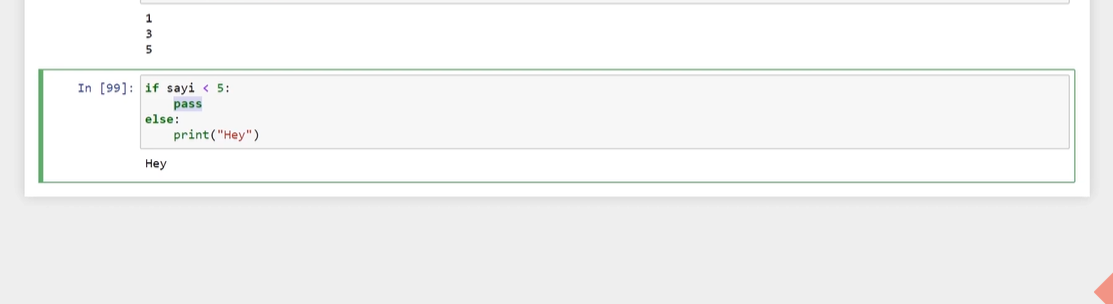 1
3
5
In [99]: if sayi < 5:
    pass
else:
    print("Hey")
Hey